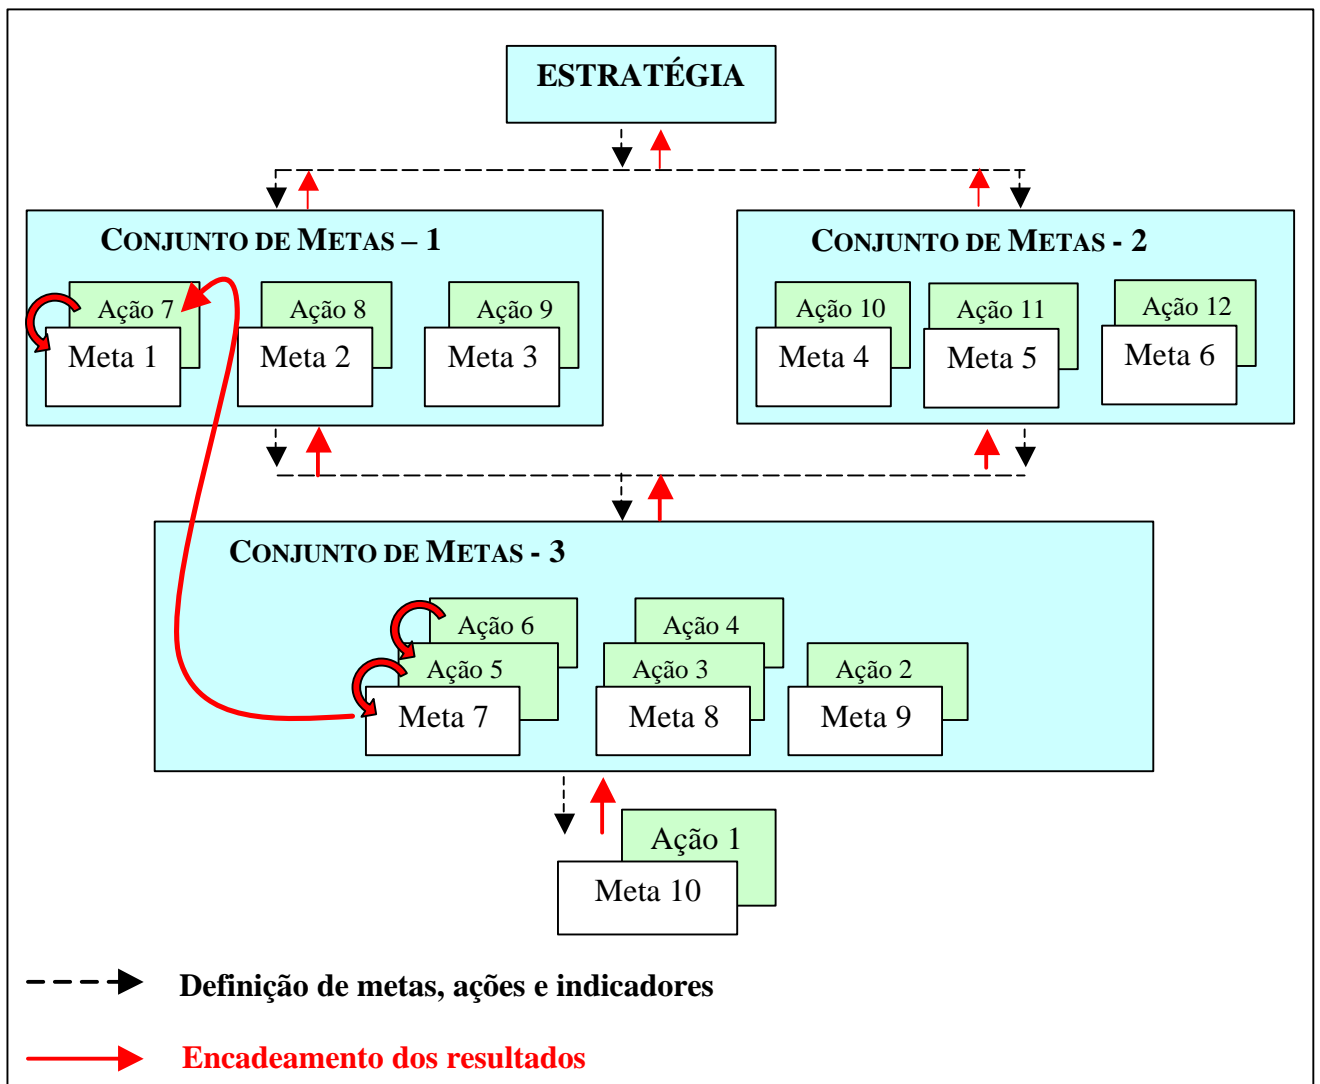 ESTRATÉGIA
CONJUNTO DE METAS – 1
CONJUNTO DE METAS - 2
Ação 7
Ação 8
Ação 9
Meta 1
Meta 2
Meta 3
Ação 10
Ação 11
Ação 12
Meta 4
Meta 5
Meta 6
CONJUNTO DE METAS - 3
Ação 6
Ação 4
Ação 5
Ação 3
Ação 2
Meta 7
Meta 8
Meta 9
Ação 1
Meta 10
Definição de metas, ações e indicadores
Encadeamento dos resultados